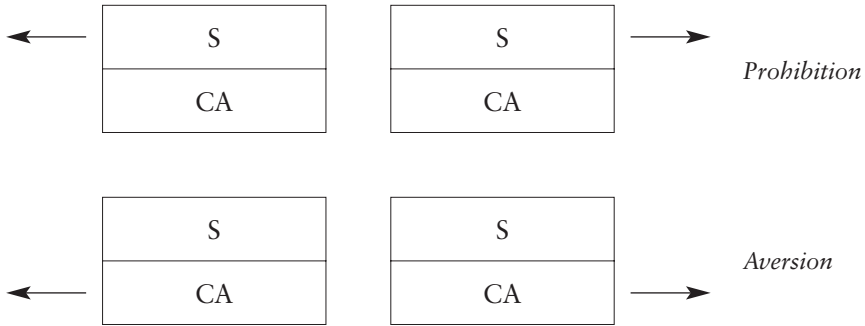 S S
Prohibition
CA CA
S S
Aversion
CA CA